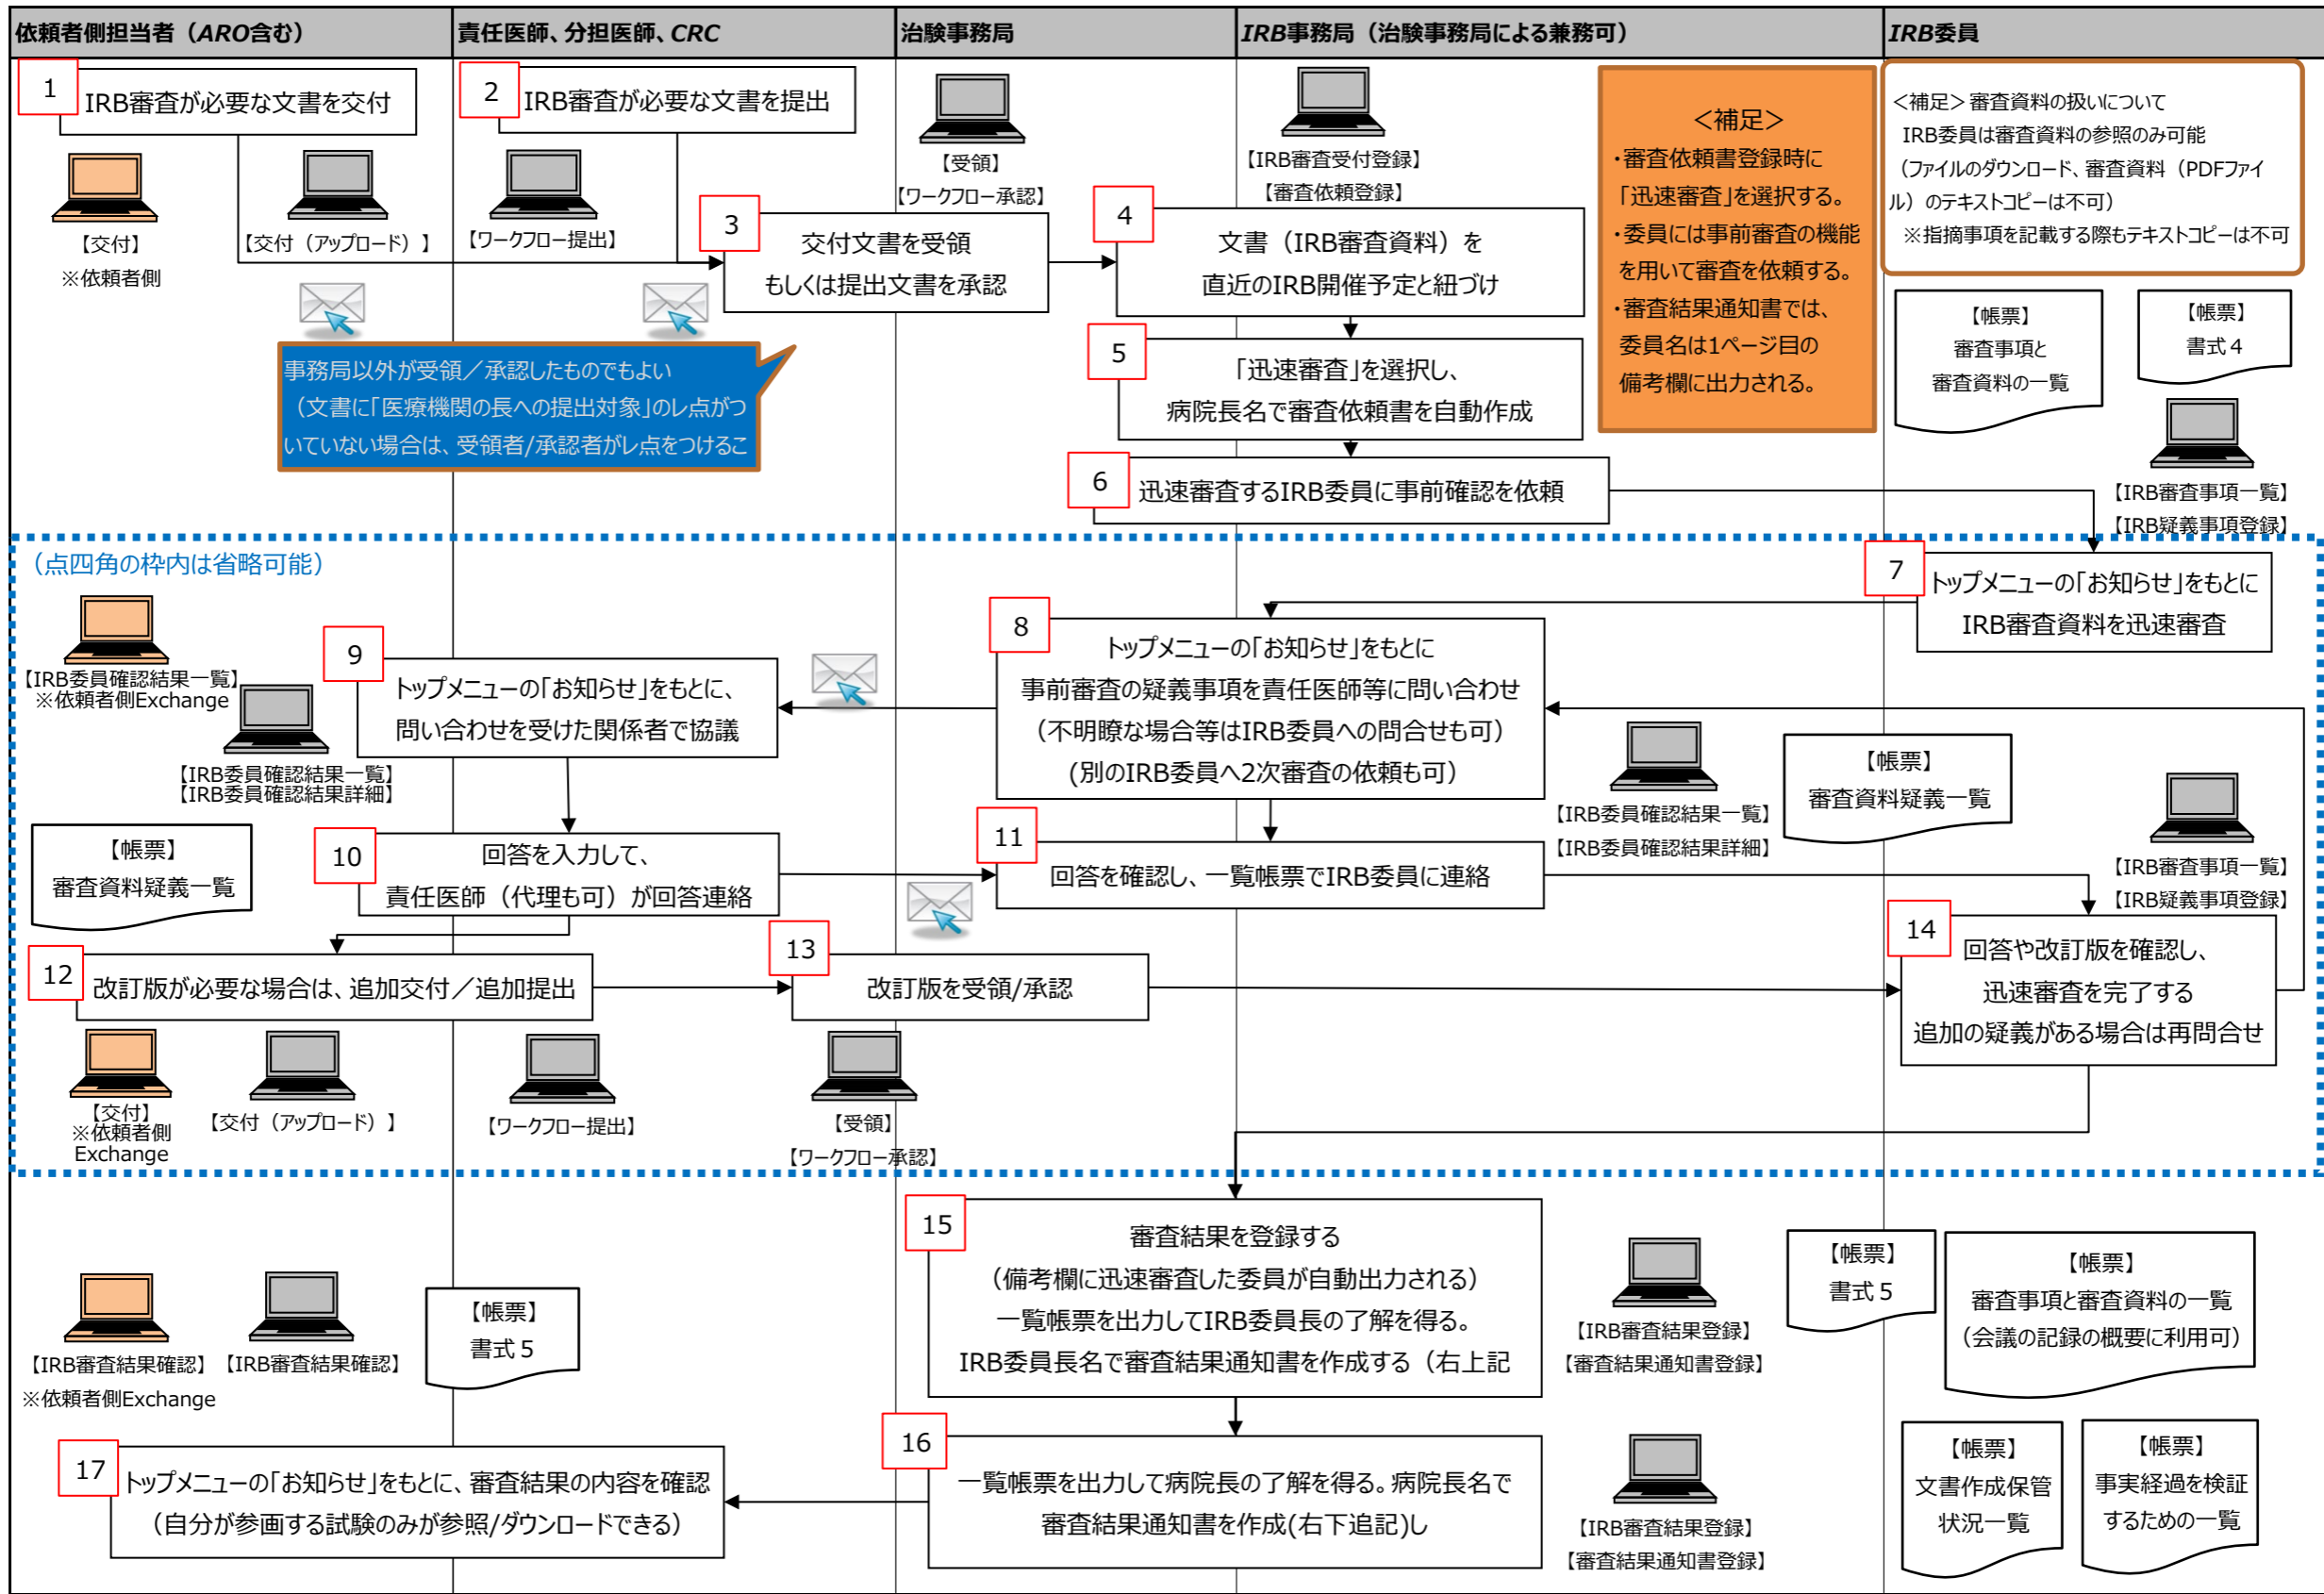 依頼者側担当者（ARO含む）
責任医師、分担医師、CRC
治験事務局
IRB事務局（治験事務局による兼務可）
IRB委員
1
IRB審査が必要な文書を交付
2
IRB審査が必要な文書を提出
【交付】
※依頼者側
【交付（アップロード）】
【ワークフロー提出】
【受領】
【ワークフロー承認】
【IRB審査受付登録】
【審査依頼登録】
3
交付文書を受領
もしくは提出文書を承認
4
文書（IRB審査資料）を
直近のIRB開催予定と紐づけ
＜補足＞
・審査依頼書登録時に
「迅速審査」を選択する。
・委員には事前審査の機能
を用いて審査を依頼する。
・審査結果通知書では、
委員名は1ページ目の
備考欄に出力される。
＜補足＞審査資料の扱いについて
IRB委員は審査資料の参照のみ可能
（ファイルのダウンロード、審査資料（PDFファイ
ル）のテキストコピーは不可）
※指摘事項を記載する際もテキストコピーは不可
事務局以外が受領／承認したものでもよい
（文書に「医療機関の長への提出対象」のレ点がつ
いていない場合は、受領者/承認者がレ点をつけるこ
5
「迅速審査」を選択し、
病院長名で審査依頼書を自動作成
【帳票】
審査事項と
審査資料の一覧
【帳票】
書式４
6
迅速審査するIRB委員に事前確認を依頼
【IRB審査事項一覧】
【IRB疑義事項登録】
（点四角の枠内は省略可能）
7
トップメニューの「お知らせ」をもとに
IRB審査資料を迅速審査
8
トップメニューの「お知らせ」をもとに
事前審査の疑義事項を責任医師等に問い合わせ
（不明瞭な場合等はIRB委員への問合せも可）
(別のIRB委員へ2次審査の依頼も可）
9
トップメニューの「お知らせ」をもとに、
問い合わせを受けた関係者で協議
【IRB委員確認結果一覧】
※依頼者側Exchange
【IRB委員確認結果一覧】
【IRB委員確認結果詳細】
【IRB委員確認結果一覧】
【IRB委員確認結果詳細】
【帳票】
審査資料疑義一覧
【帳票】
審査資料疑義一覧
10
回答を入力して、
責任医師（代理も可）が回答連絡
11
回答を確認し、一覧帳票でIRB委員に連絡
【IRB審査事項一覧】
【IRB疑義事項登録】
12
改訂版が必要な場合は、追加交付／追加提出
13
改訂版を受領/承認
14
回答や改訂版を確認し、
迅速審査を完了する
追加の疑義がある場合は再問合せ
【交付】
※依頼者側
Exchange
【交付（アップロード）】
【ワークフロー提出】
【受領】
【ワークフロー承認】
15
審査結果を登録する
（備考欄に迅速審査した委員が自動出力される）
一覧帳票を出力してIRB委員長の了解を得る。
IRB委員長名で審査結果通知書を作成する（右上記
【IRB審査結果登録】
【審査結果通知書登録】
【帳票】
書式５
【帳票】
審査事項と審査資料の一覧
（会議の記録の概要に利用可）
【IRB審査結果確認】
※依頼者側Exchange
【IRB審査結果確認】
【帳票】
書式５
16
一覧帳票を出力して病院長の了解を得る。病院長名で
審査結果通知書を作成(右下追記)し
17
トップメニューの「お知らせ」をもとに、審査結果の内容を確認
（自分が参画する試験のみが参照/ダウンロードできる）
【IRB審査結果登録】
【審査結果通知書登録】
【帳票】
文書作成保管
状況一覧
【帳票】
事実経過を検証
するための一覧